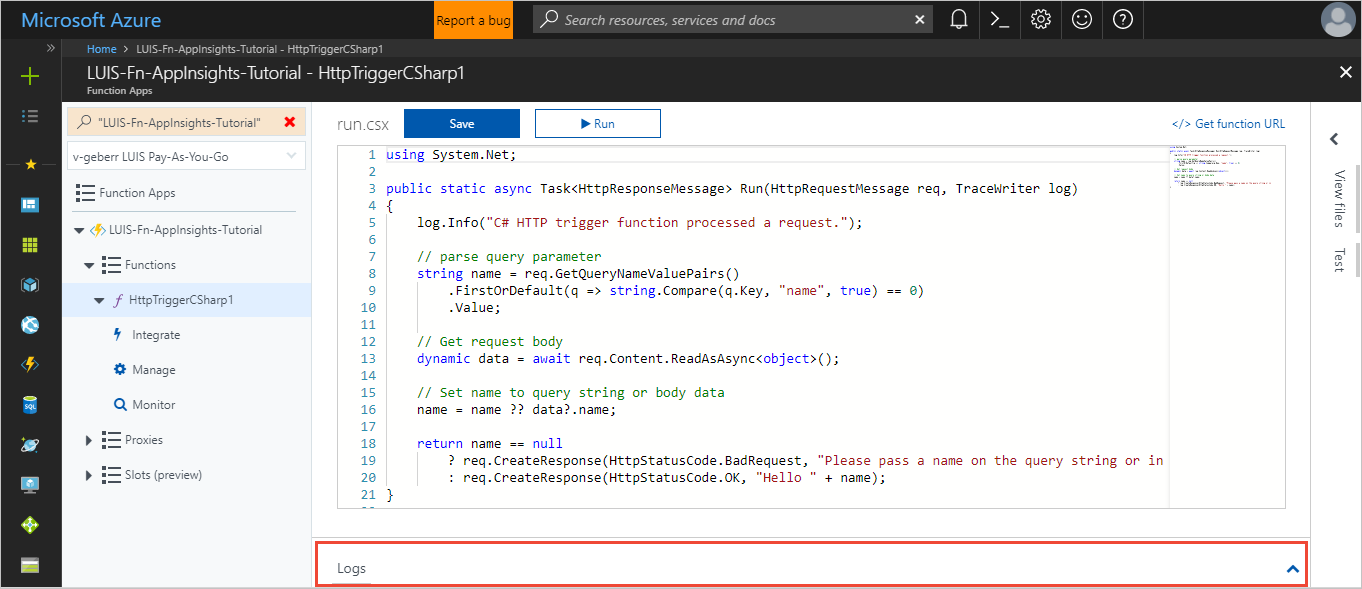 Microsoft Azure
Report a bug
Search resources, services and docs
Home > LUIS-Fn-AppInsights-Tutorial - HttpTriggerCSharp1
LUIS-Fn-AppInsights-Tutorial - HttpTriggerCSharp1
Function Apps
"LUIS-Fn-AppInsights-Tutorial"
v-geberr LUIS Pay-As-You-Go
Function Apps
LUIS-Fn-AppInsights-Tutorial
Functions
f HttpTriggerCSharp1
Integrate
Manage
SQL
Monitor
Proxies
Slots (preview)
run.csx
Save
Run
</> Get function URL
1 using System.Net;
2
3 public static async Task<HttpResponseMessage> Run(HttpRequestMessage req, TraceWriter log)
4 {
5 log.Info("C# HTTP trigger function processed a request.");
6
7 // parse query parameter
8 string name = req.GetQueryNameValuePairs()
9 .FirstOrDefault(q => string.Compare(q.Key, "name", true) == 0)
10 .Value;
11
12 // Get request body
13 dynamic data = await req.Content.ReadAsAsync<object>();
14
15 // Set name to query string or body data
16 name = name ?? data?.name;
17
18 return name == null
19 ? req.CreateResponse(HttpStatusCode.BadRequest, "Please pass a name on the query string or in
20 : req.CreateResponse(HttpStatusCode.OK, "Hello " + name);
21 }
View files
Test
Logs